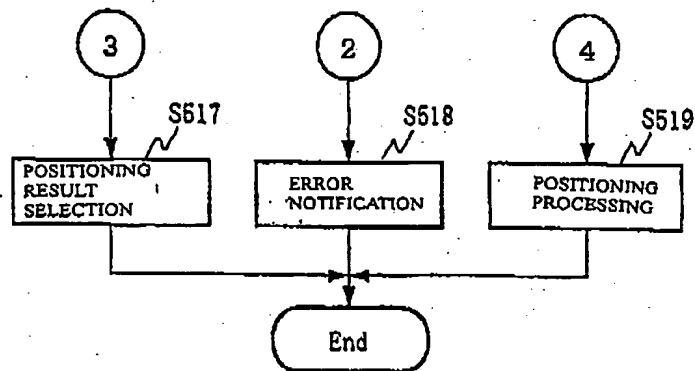 3
2
4
S517
S518
S519
POSITIONING
RESULT
SELECTION
ERROR
NOTIFICATION
POSITIONING
PROCESSING
End